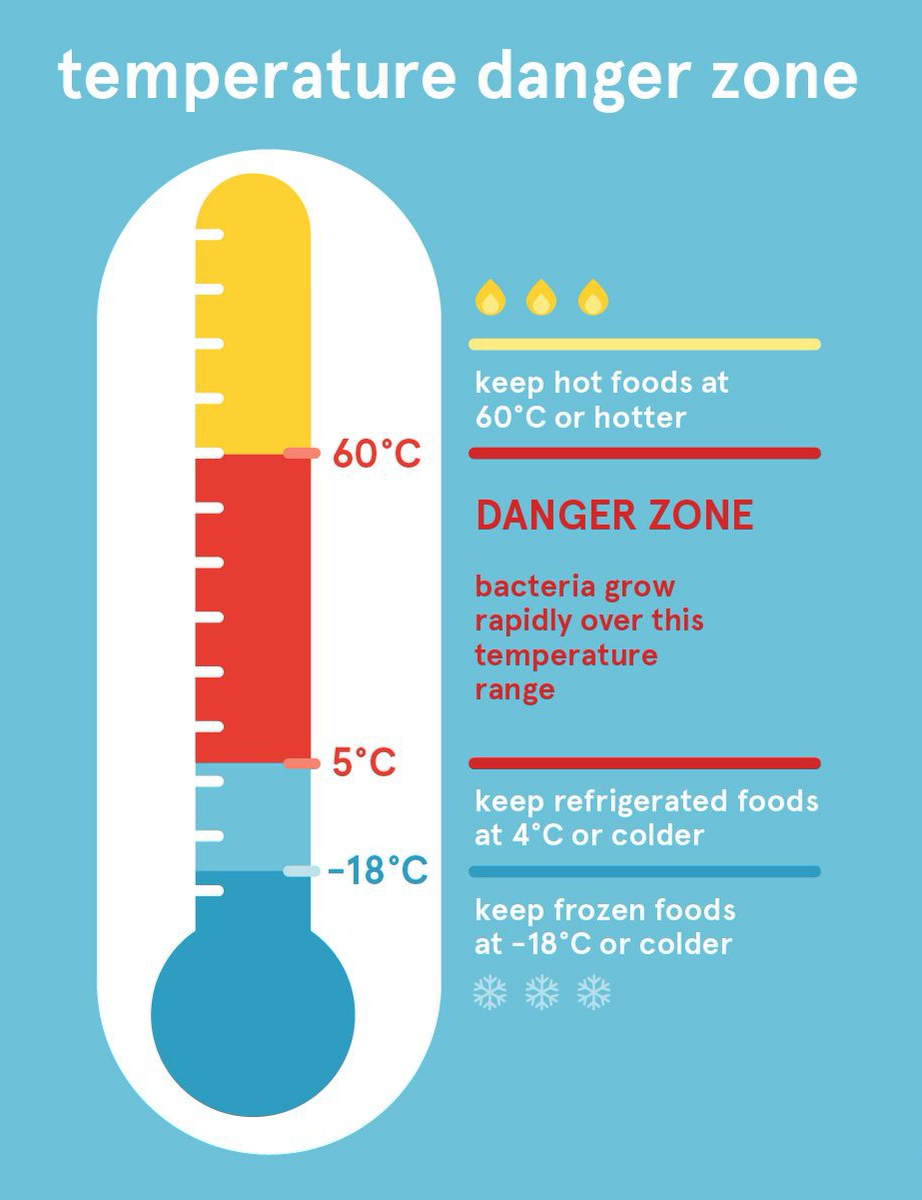 temperature danger zone
keep hot foods at
60°C or hotter
60°C
DANGER ZONE
bacteria grow
rapidly over this
temperature
range
5°C
keep refrigerated foods
at 4°C or colder
-18°C
keep frozen foods
at -18°C or colder